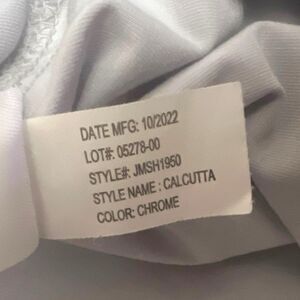 DATE MFG: 10/2022
LOT#: 05278-00
STYLE#: JMSH1950
STYLE NAME : CALCUTTA
COLOR: CHROME